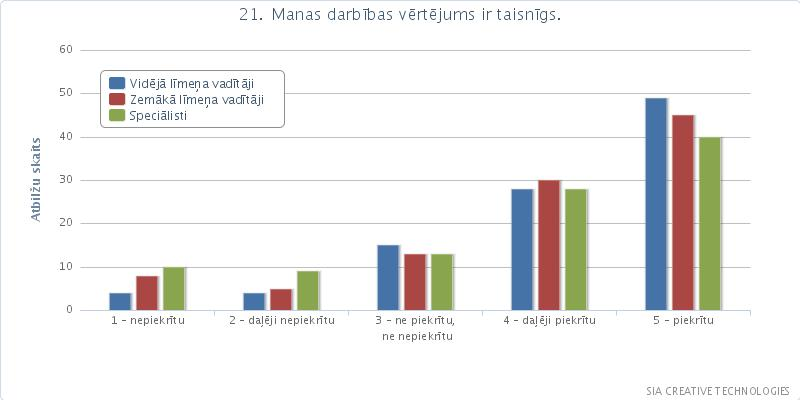 21. Manas darbības vērtējums ir taisnīgs.
60
50
40
30
20
10
0
Atbilžu skaits
Vidējā līmeņa vadītāji
Zemākā līmeņa vadītāji
Speciālisti
1 - nepiekrītu
2 - daļēji nepiekrītu
3 - ne piekrītu,
ne nepiekrītu
4 - daļēji piekrītu
5 - piekrītu
SIA CREATIVE TECHNOLOGIES